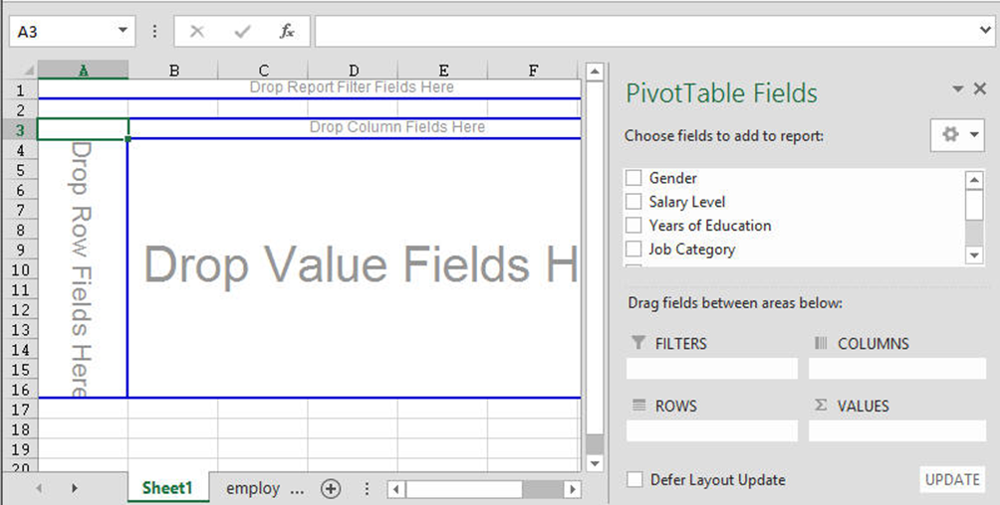 A3
fx
A B C D E F
1 Drop Report Filter Fields Here
2
3 Drop Column Fields Here
4
5
6
7
8
9
10
11
12
13
14
15
16
17
18
19
20
Drop Row Fields Here
Drop Value Fields H
Sheet1 employ ...
PivotTable Fields
Choose fields to add to report:
Gender
Salary Level
Years of Education
Job Category
Drag fields between areas below:
FILTERS COLUMNS
ROWS Σ VALUES
Defer Layout Update UPDATE